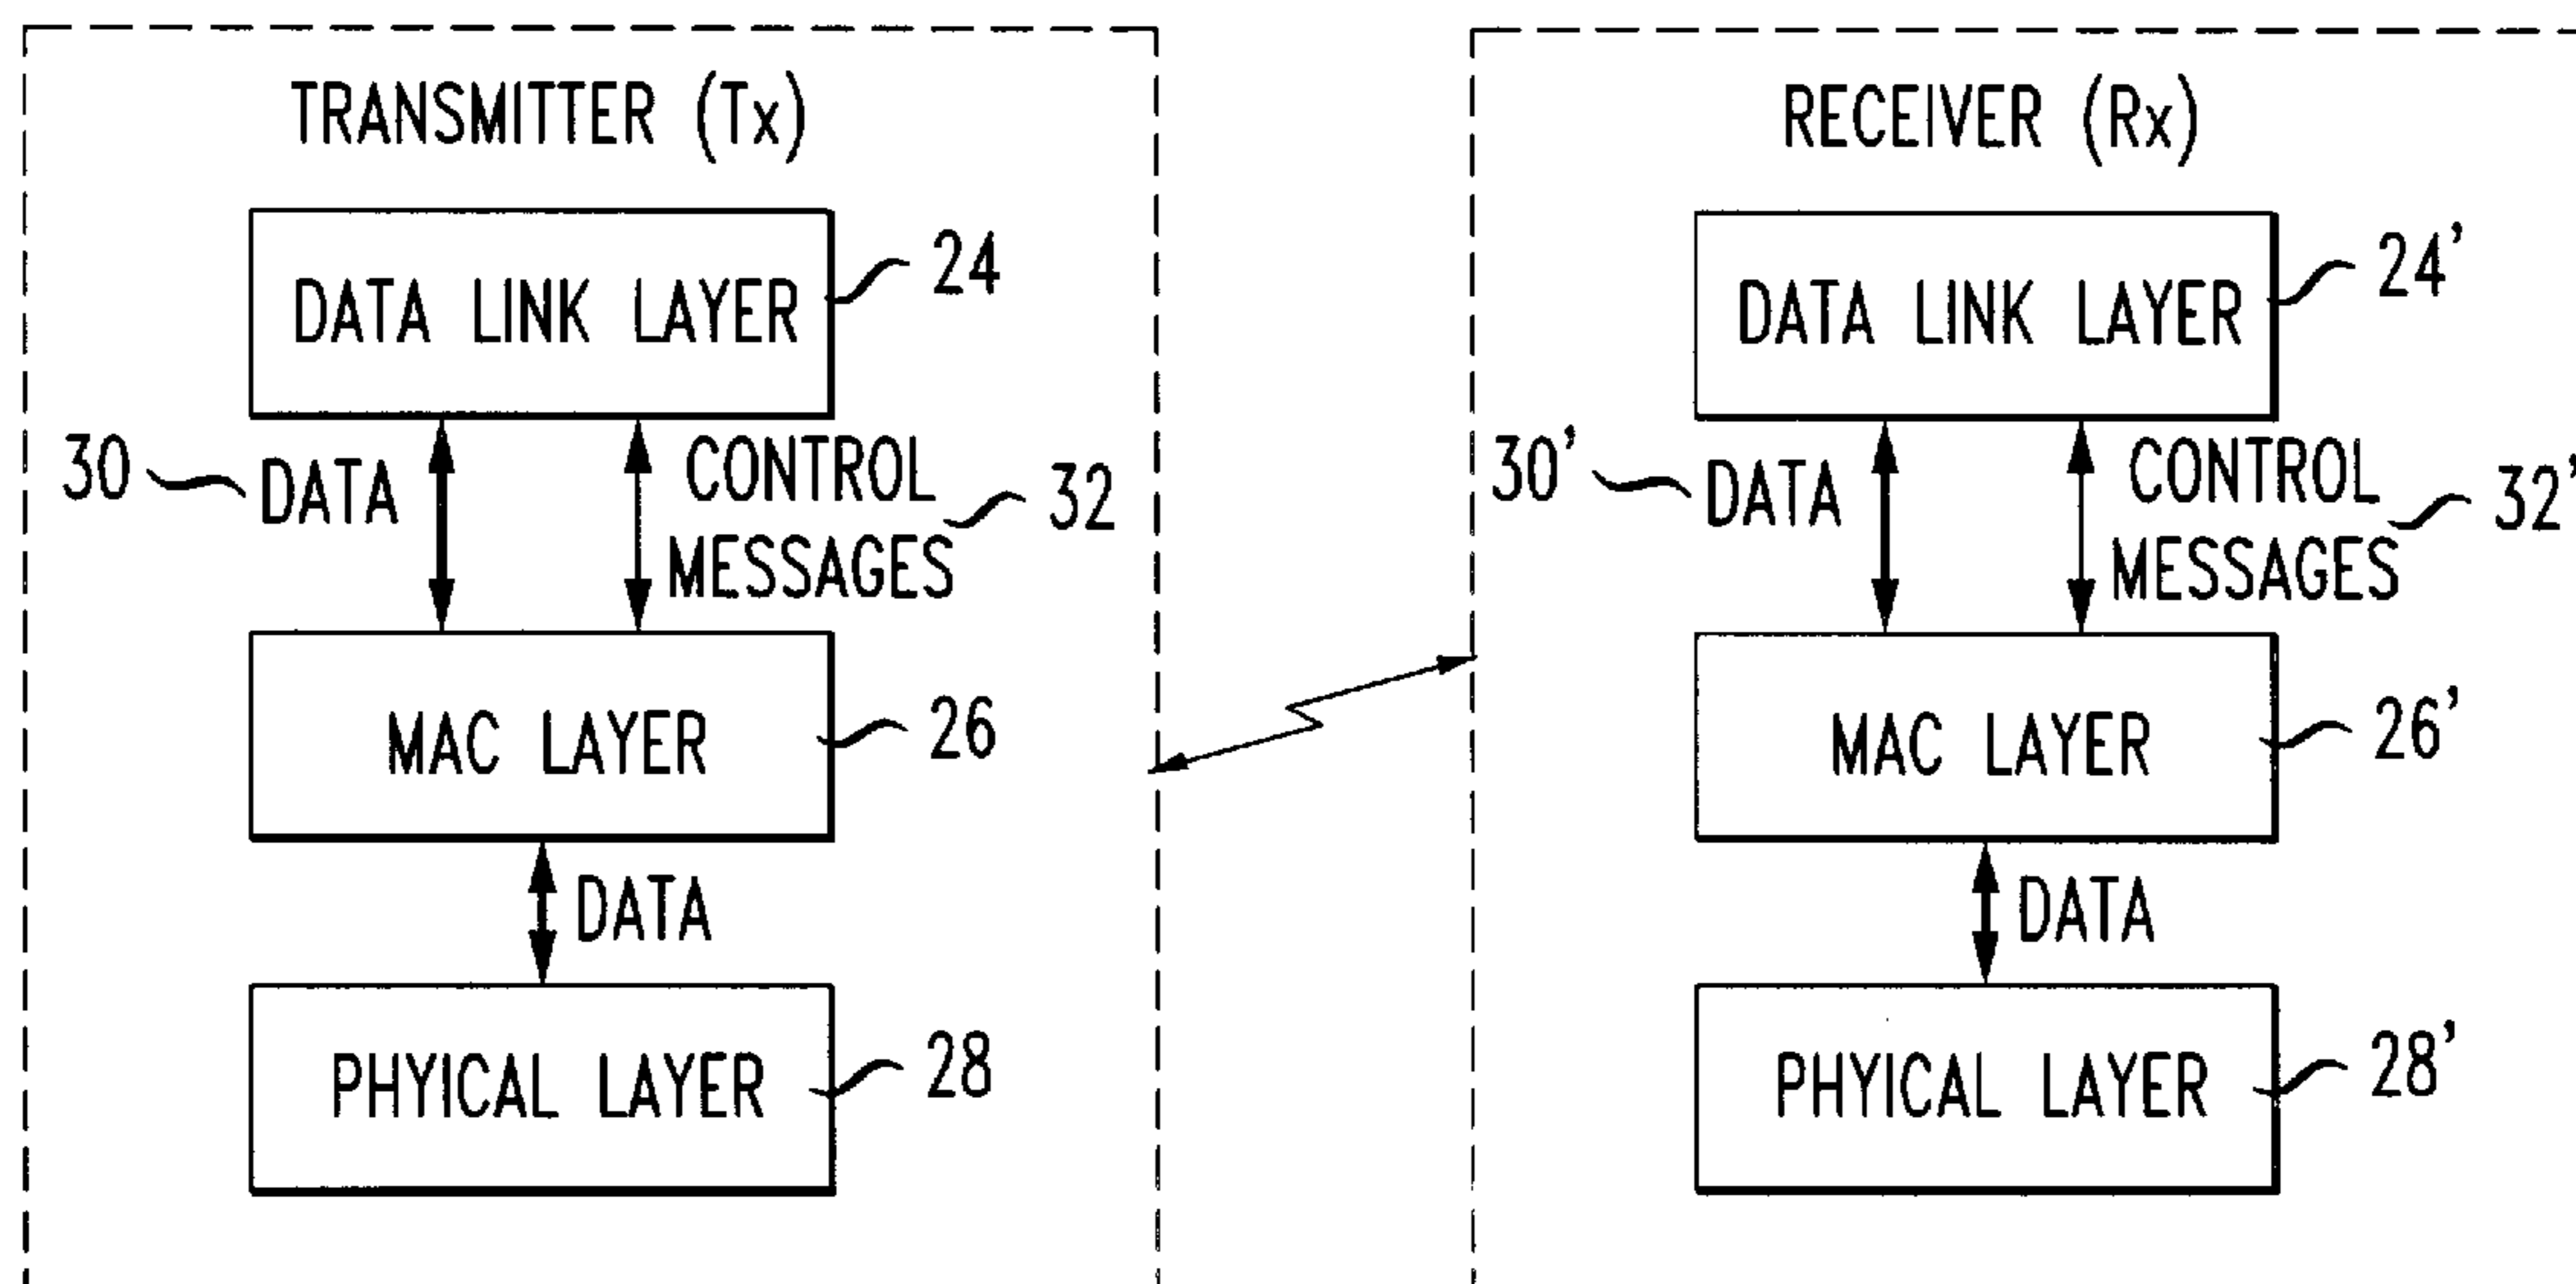 TRANSMITTER (Tx)
DATA LINK LAYER
24
30
DATA
CONTROL
MESSAGES
32
MAC LAYER
26
DATA
PHYICAL LAYER
28
RECEIVER (Rx)
DATA LINK LAYER
24'
30'
DATA
CONTROL
MESSAGES
32'
MAC LAYER
26'
DATA
PHYICAL LAYER
28'